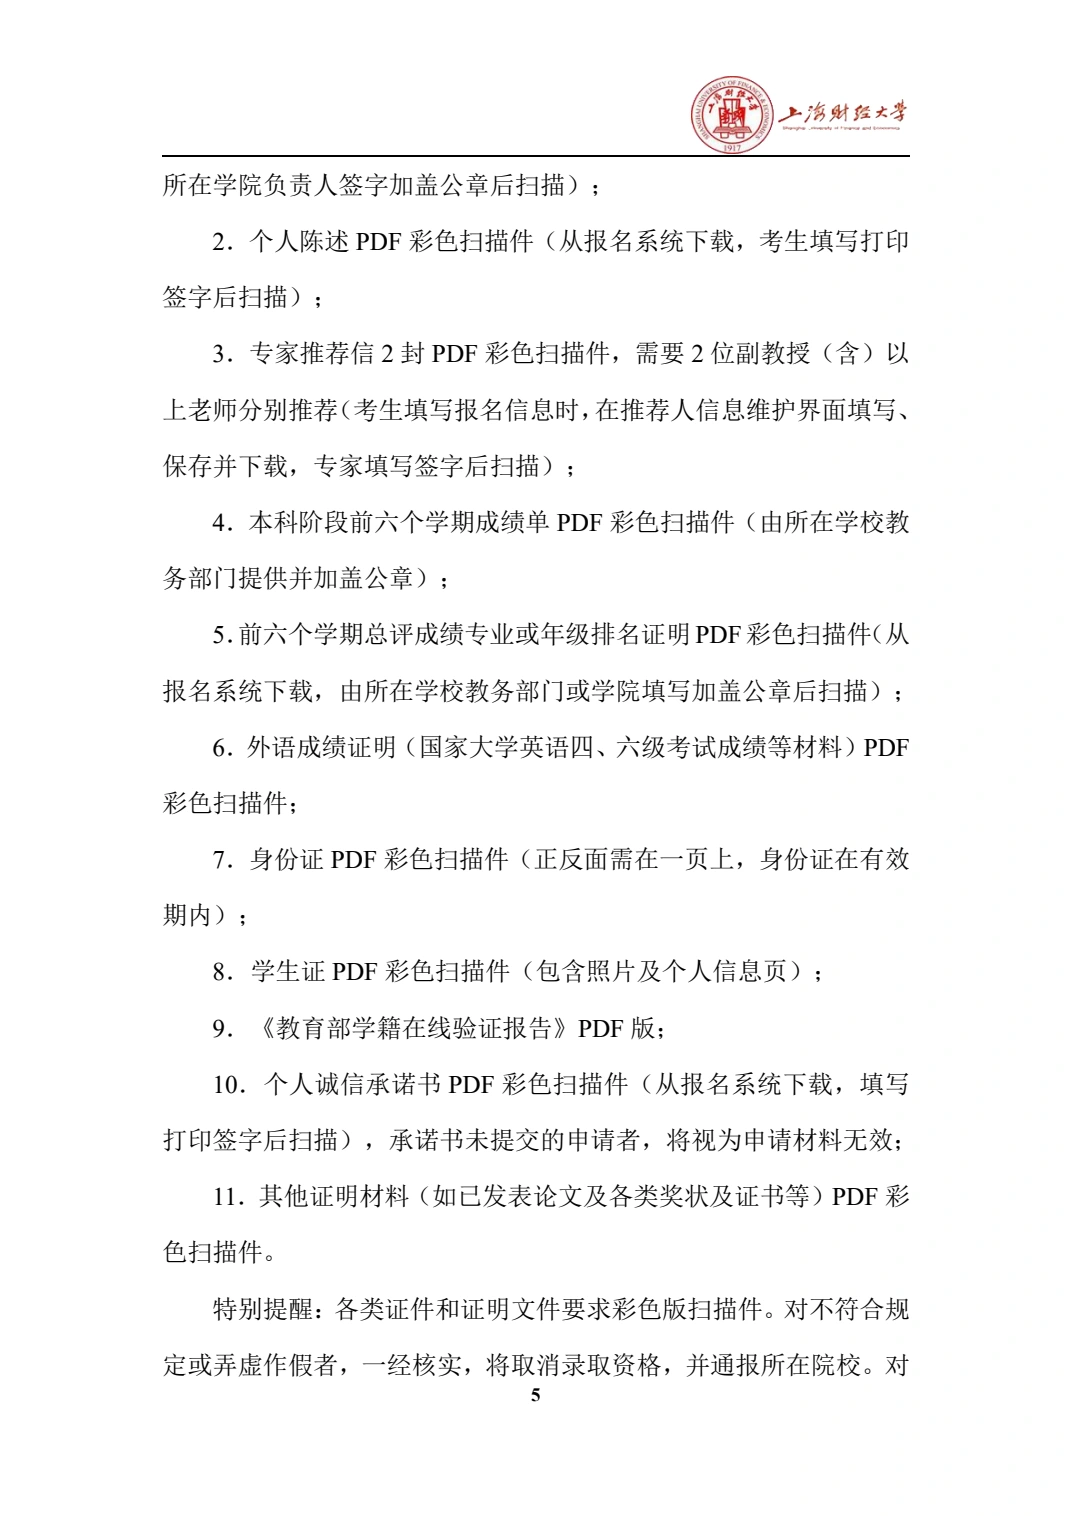 上海财经大学
SHANGHAI UNIVERSITY OF FINANCE & ECONOMICS
1917
所在学院负责人签字加盖公章后扫描）；
2．个人陈述 PDF 彩色扫描件（从报名系统下载，考生填写打印
签字后扫描）；
3．专家推荐信 2 封 PDF 彩色扫描件，需要 2 位副教授（含）以
上老师分别推荐（考生填写报名信息时，在推荐人信息维护界面填写、
保存并下载，专家填写签字后扫描）；
4．本科阶段前六个学期成绩单 PDF 彩色扫描件（由所在学校教
务部门提供并加盖公章）；
5．前六个学期总评成绩专业或年级排名证明 PDF 彩色扫描件（从
报名系统下载，由所在学校教务部门或学院填写加盖公章后扫描）；
6．外语成绩证明（国家大学英语四、六级考试成绩等材料）PDF
彩色扫描件；
7．身份证 PDF 彩色扫描件（正反面需在一页上，身份证在有效
期内）；
8．学生证 PDF 彩色扫描件（包含照片及个人信息页）；
9．《教育部学籍在线验证报告》PDF 版；
10．个人诚信承诺书 PDF 彩色扫描件（从报名系统下载，填写
打印签字后扫描），承诺书未提交的申请者，将视为申请材料无效；
11．其他证明材料（如已发表论文及各类奖状及证书等）PDF 彩
色扫描件。
特别提醒：各类证件和证明文件要求彩色版扫描件。对不符合规
定或弄虚作假者，一经核实，将取消录取资格，并通报所在院校。对
5